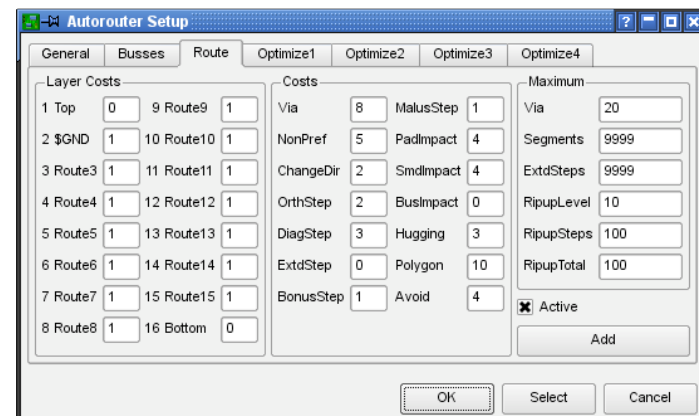 Autorouter Setup
General Busses Route Optimize1 Optimize2 Optimize3 Optimize4
Layer Costs Costs Maximum
1 Top 0 9 Route9 1 Via 8 MalusStep 1 Via 20
2 $GND 1 10 Route10 1 NonPref 5 PadImpact 4 Segments 9999
3 Route3 1 11 Route11 1 ChangeDir 2 SmdImpact 4 ExtdSteps 9999
4 Route4 1 12 Route12 1 OrthStep 2 BusImpact 0 RipupLevel 10
5 Route5 1 13 Route13 1 DiagStep 3 Hugging 3 RipupSteps 100
6 Route6 1 14 Route14 1 ExtdStep 0 Polygon 10 RipupTotal 100
7 Route7 1 15 Route15 1 BonusStep 1 Avoid 4 Active
8 Route8 1 16 Bottom 0 Add
OK Select Cancel